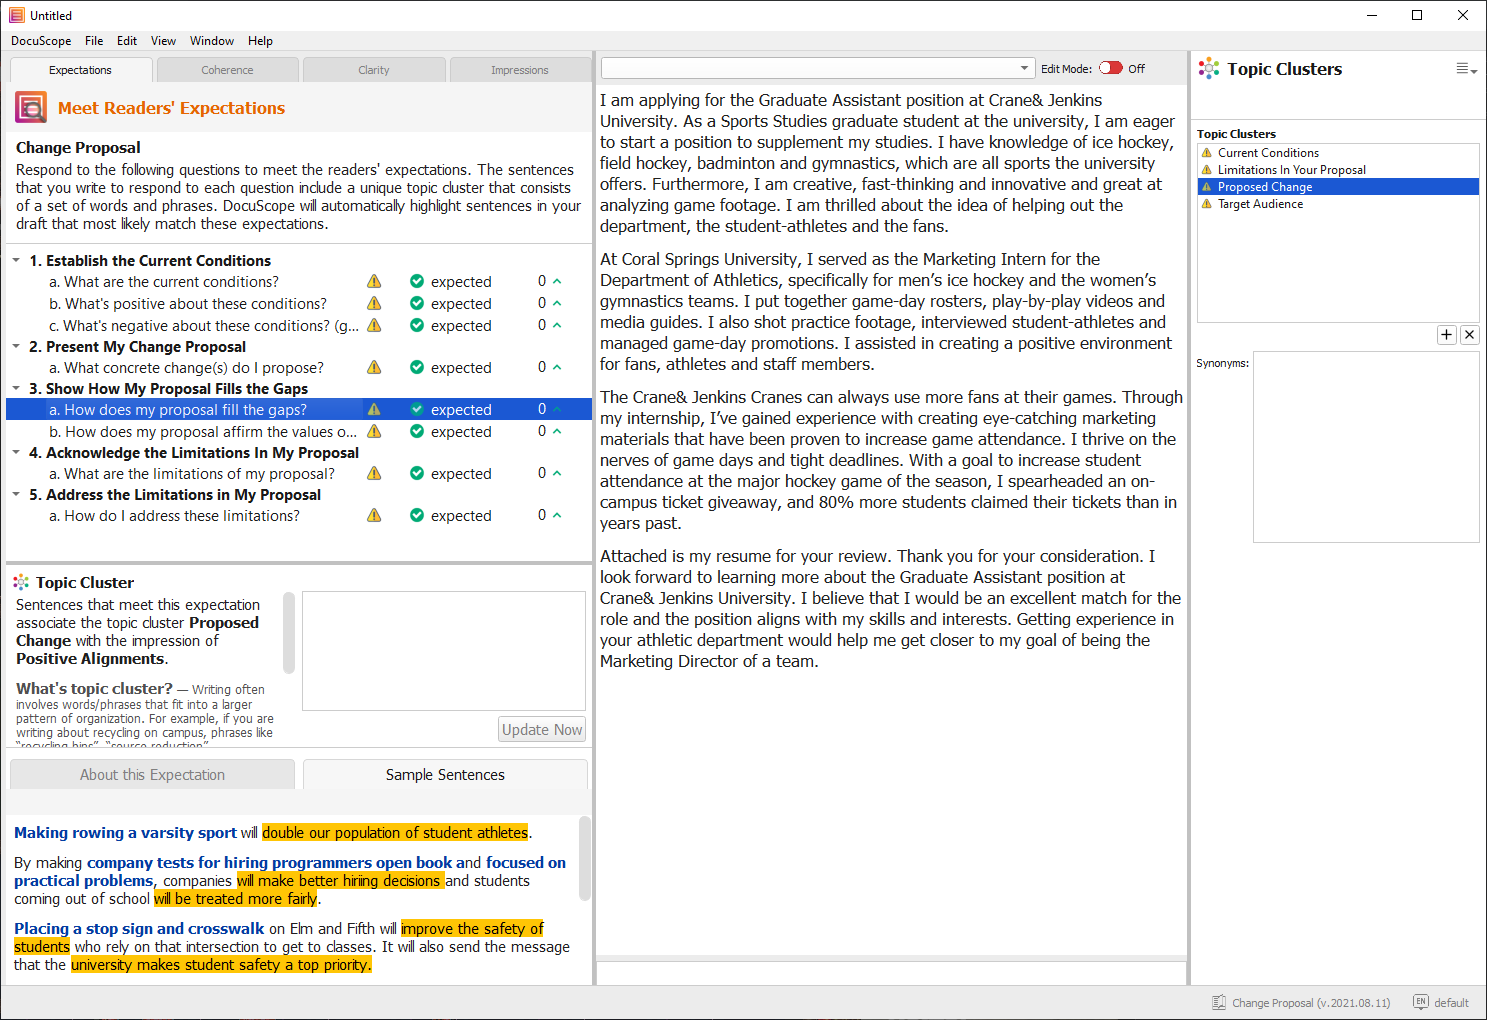 Untitled
DocuScope File Edit View Window Help
Expectations Coherence Clarity Impressions
Meet Readers' Expectations
Change Proposal
Respond to the following questions to meet the readers' expectations. The sentences
that you write to respond to each question include a unique topic cluster that consists
of a set of words and phrases. DocuScope will automatically highlight sentences in your
draft that most likely match these expectations.
1. Establish the Current Conditions
a. What are the current conditions? expected 0
b. What's positive about these conditions? expected 0
c. What's negative about these conditions? (g... expected 0
2. Present My Change Proposal
a. What concrete change(s) do I propose? expected 0
3. Show How My Proposal Fills the Gaps
a. How does my proposal fill the gaps? expected 0
b. How does my proposal affirm the values o... expected 0
4. Acknowledge the Limitations In My Proposal
a. What are the limitations of my proposal? expected 0
5. Address the Limitations in My Proposal
a. How do I address these limitations? expected 0
Topic Cluster
Sentences that meet this expectation
associate the topic cluster Proposed
Change with the impression of
Positive Alignments.
What's topic cluster? — Writing often
involves words/phrases that fit into a larger
pattern of organization. For example, if you are
writing about recycling on campus, phrases like
“recycling bins”, “source reduction”
Update Now
About this Expectation Sample Sentences
Making rowing a varsity sport will double our population of student athletes.
By making company tests for hiring programmers open book and focused on
practical problems, companies will make better hiriing decisions and students
coming out of school will be treated more fairly.
Placing a stop sign and crosswalk on Elm and Fifth will improve the safety of
students who rely on that intersection to get to classes. It will also send the message
that the university makes student safety a top priority.
Edit Mode: Off
I am applying for the Graduate Assistant position at Crane& Jenkins
University. As a Sports Studies graduate student at the university, I am eager
to start a position to supplement my studies. I have knowledge of ice hockey,
field hockey, badminton and gymnastics, which are all sports the university
offers. Furthermore, I am creative, fast-thinking and innovative and great at
analyzing game footage. I am thrilled about the idea of helping out the
department, the student-athletes and the fans.
At Coral Springs University, I served as the Marketing Intern for the
Department of Athletics, specifically for men’s ice hockey and the women’s
gymnastics teams. I put together game-day rosters, play-by-play videos and
media guides. I also shot practice footage, interviewed student-athletes and
managed game-day promotions. I assisted in creating a positive environment
for fans, athletes and staff members.
The Crane& Jenkins Cranes can always use more fans at their games. Through
my internship, I’ve gained experience with creating eye-catching marketing
materials that have been proven to increase game attendance. I thrive on the
nerves of game days and tight deadlines. With a goal to increase student
attendance at the major hockey game of the season, I spearheaded an on-
campus ticket giveaway, and 80% more students claimed their tickets than in
years past.
Attached is my resume for your review. Thank you for your consideration. I
look forward to learning more about the Graduate Assistant position at
Crane& Jenkins University. I believe that I would be an excellent match for the
role and the position aligns with my skills and interests. Getting experience in
your athletic department would help me get closer to my goal of being the
Marketing Director of a team.
Topic Clusters
Topic Clusters
Current Conditions
Limitations In Your Proposal
Proposed Change
Target Audience
Synonyms:
Change Proposal (v.2021.08.11) EN default